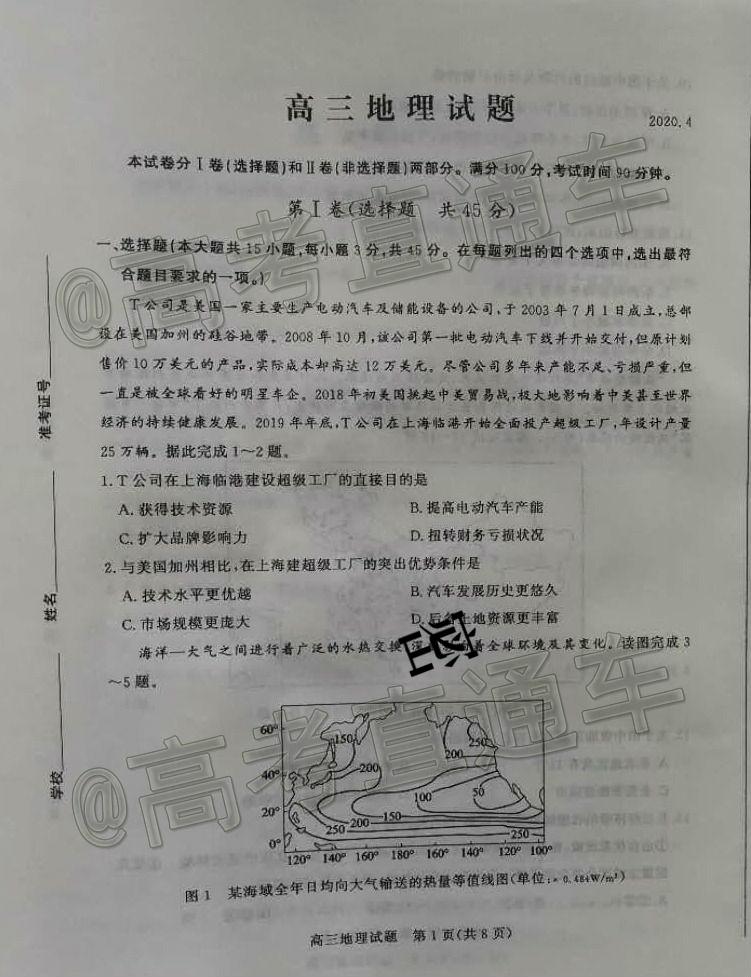 高三地理试题
2020.4
本试卷分Ⅰ卷(选择题)和Ⅱ卷(非选择题)两部分。满分100分,考试时间90分钟。
第Ⅰ卷(选择题 共45分)
一、选择题(本大题共15小题,每小题3分,共45分。在每题列出的四个选项中,选出最符
合题目要求的一项。)
T公司是美国一家主要生产电动汽车及储能设备的公司,于2003年7月1日成立,总部
设在美国加州的硅谷地带。2008年10月,该公司第一批电动汽车下线并开始交付,但原计划
售价10万美元的产品,实际成本却高达12万美元。尽管公司多年来产能不足、亏损严重,但
一直是被全球看好的明星车企。2018年初美国挑起中美贸易战,极大地影响着中美甚至世界
经济的持续健康发展。2019年年底,T公司在上海临港开始全面投产超级工厂,年设计产量
25万辆。据此完成1~2题。
1.T公司在上海临港建设超级工厂的直接目的是
A.获得技术资源 B.提高电动汽车产能
C.扩大品牌影响力 D.扭转财务亏损状况
2.与美国加州相比,在上海建超级工厂的突出优势条件是
A.技术水平更优越 B.汽车发展历史更悠久
C.市场规模更庞大 D.后备土地资源更丰富
海洋—大气之间进行着广泛的水热交换,深 着全球环境及其变化。读图完成3
~5题。
60°
40°
20°
0°
150
200
250
200
100
50
250
200
150
250
120° 140° 160° 180° 160° 140° 120° 100°
图1 某海域全年日均向大气输送的热量等值线图(单位:×0.484W/m²)
高三地理试题 第1页(共8页)
准考证号
姓名
学校
@高考直通车
@高考直通车